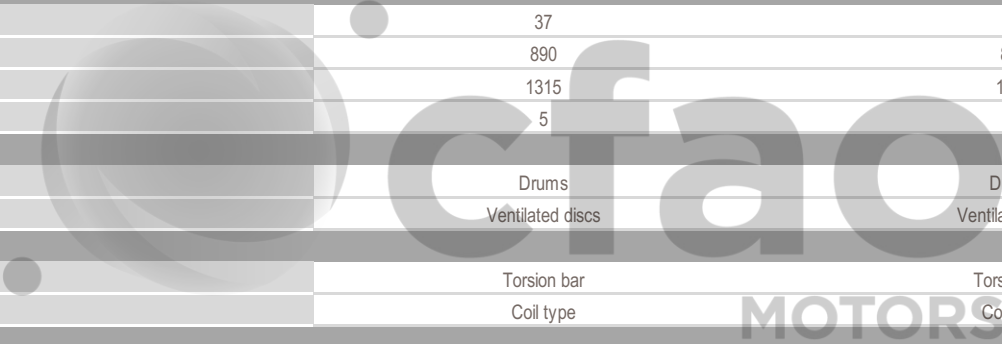 37
890
1315
5
Drums
Ventilated discs
Torsion bar
Coil type
cfao
MOTORS